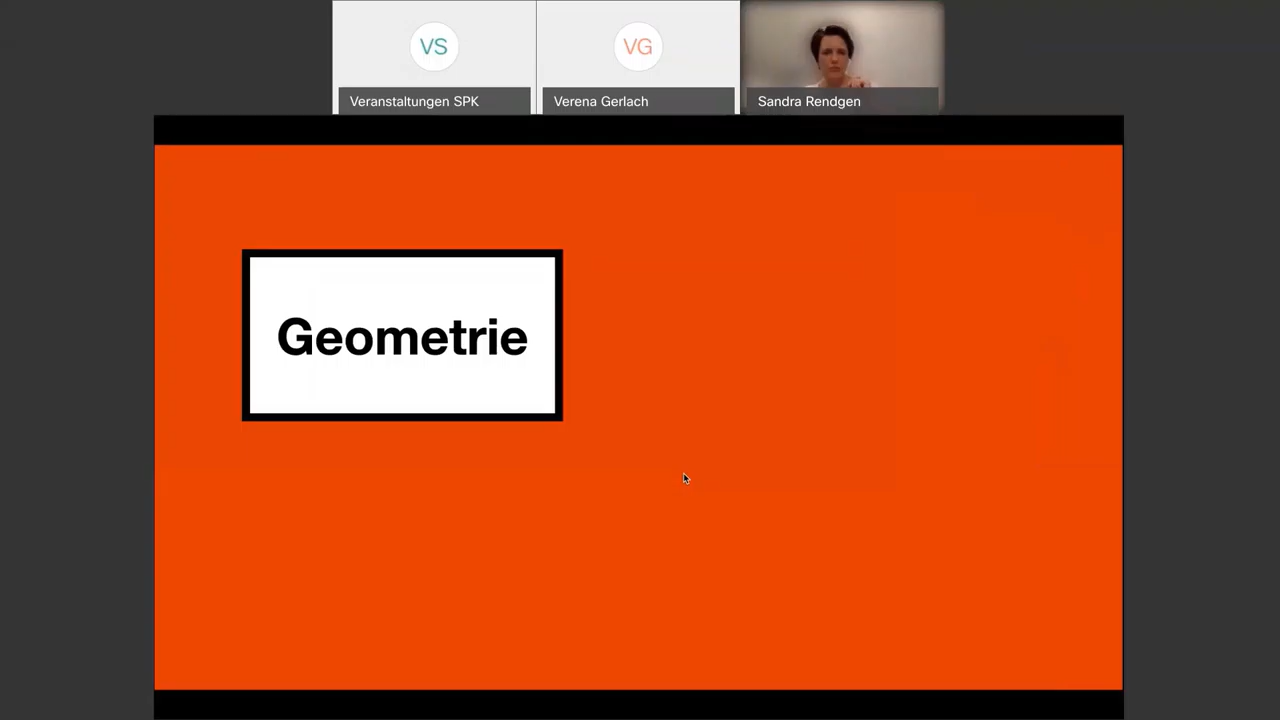 VS
VG
Veranstaltungen SPK
Verena Gerlach
Sandra Rendgen
Geometrie